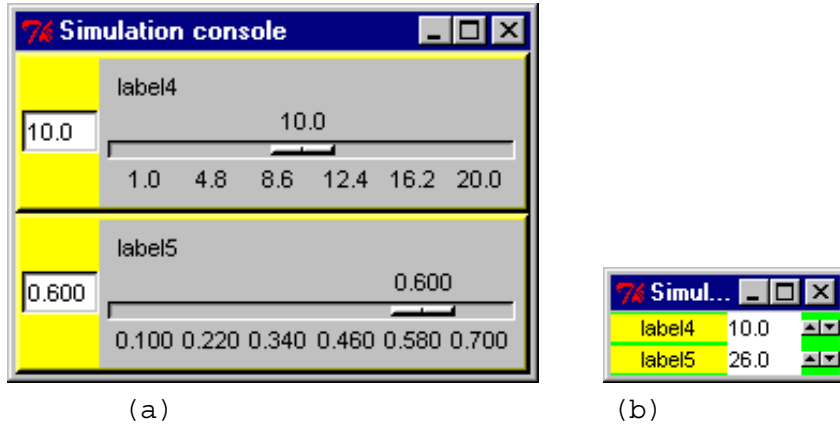 Simulation console
label4
10.0
10.0
1.0 4.8 8.6 12.4 16.2 20.0
label5
0.600
0.600
0.100 0.220 0.340 0.460 0.580 0.700
(a)
Simul...
label4 10.0
label5 26.0
(b)